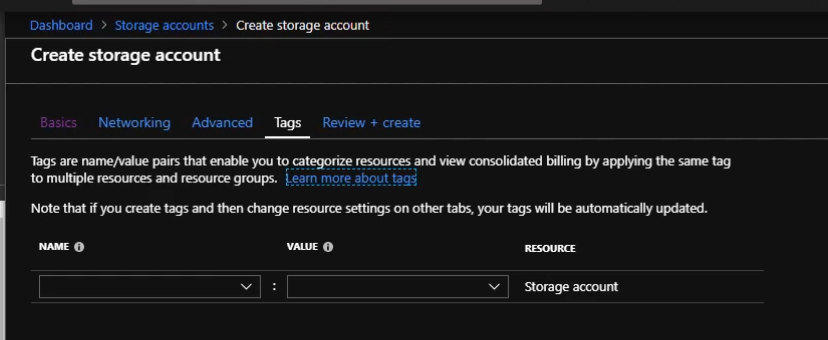 Dashboard > Storage accounts > Create storage account
Create storage account
Basics Networking Advanced Tags Review + create
Tags are name/value pairs that enable you to categorize resources and view consolidated billing by applying the same tag
to multiple resources and resource groups. Learn more about tags
Note that if you create tags and then change resource settings on other tabs, your tags will be automatically updated.
NAME VALUE RESOURCE
: Storage account